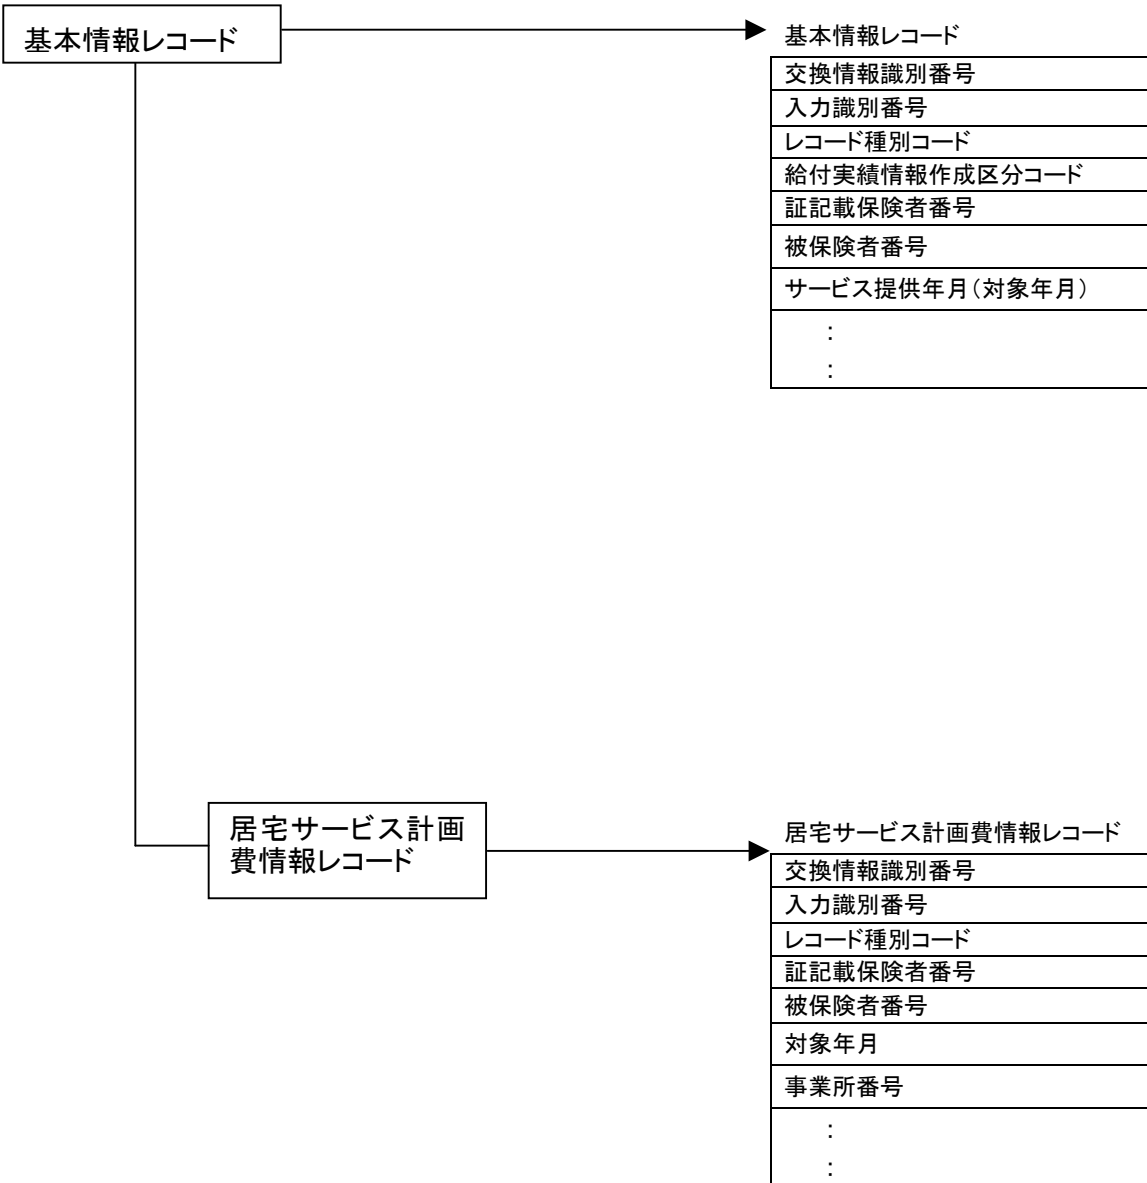 基本情報レコード
基本情報レコード
交換情報識別番号
入力識別番号
レコード種別コード
給付実績情報作成区分コード
証記載保険者番号
被保険者番号
サービス提供年月（対象年月）
：
：
居宅サービス計画
費情報レコード
居宅サービス計画費情報レコード
交換情報識別番号
入力識別番号
レコード種別コード
証記載保険者番号
被保険者番号
対象年月
事業所番号
：
：